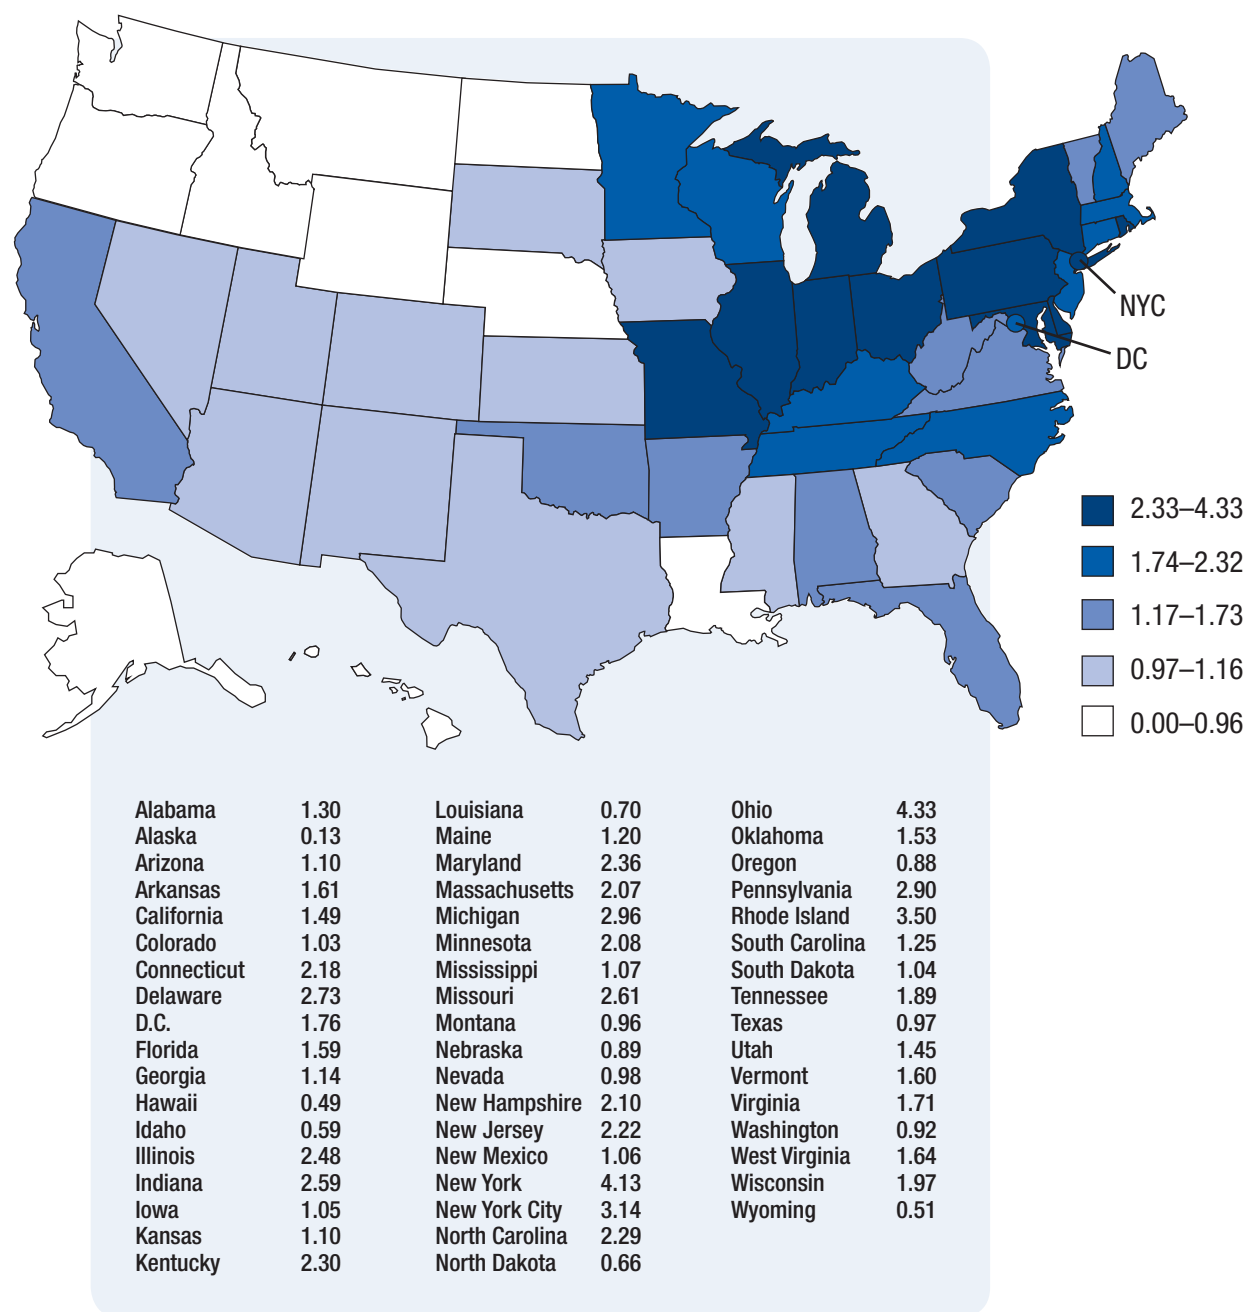 NYC
DC
2.33–4.33
1.74–2.32
1.17–1.73
0.97–1.16
0.00–0.96
Alabama 1.30
Alaska 0.13
Arizona 1.10
Arkansas 1.61
California 1.49
Colorado 1.03
Connecticut 2.18
Delaware 2.73
D.C. 1.76
Florida 1.59
Georgia 1.14
Hawaii 0.49
Idaho 0.59
Illinois 2.48
Indiana 2.59
Iowa 1.05
Kansas 1.10
Kentucky 2.30
Louisiana 0.70
Maine 1.20
Maryland 2.36
Massachusetts 2.07
Michigan 2.96
Minnesota 2.08
Mississippi 1.07
Missouri 2.61
Montana 0.96
Nebraska 0.89
Nevada 0.98
New Hampshire 2.10
New Jersey 2.22
New Mexico 1.06
New York 4.13
New York City 3.14
North Carolina 2.29
North Dakota 0.66
Ohio 4.33
Oklahoma 1.53
Oregon 0.88
Pennsylvania 2.90
Rhode Island 3.50
South Carolina 1.25
South Dakota 1.04
Tennessee 1.89
Texas 0.97
Utah 1.45
Vermont 1.60
Virginia 1.71
Washington 0.92
West Virginia 1.64
Wisconsin 1.97
Wyoming 0.51